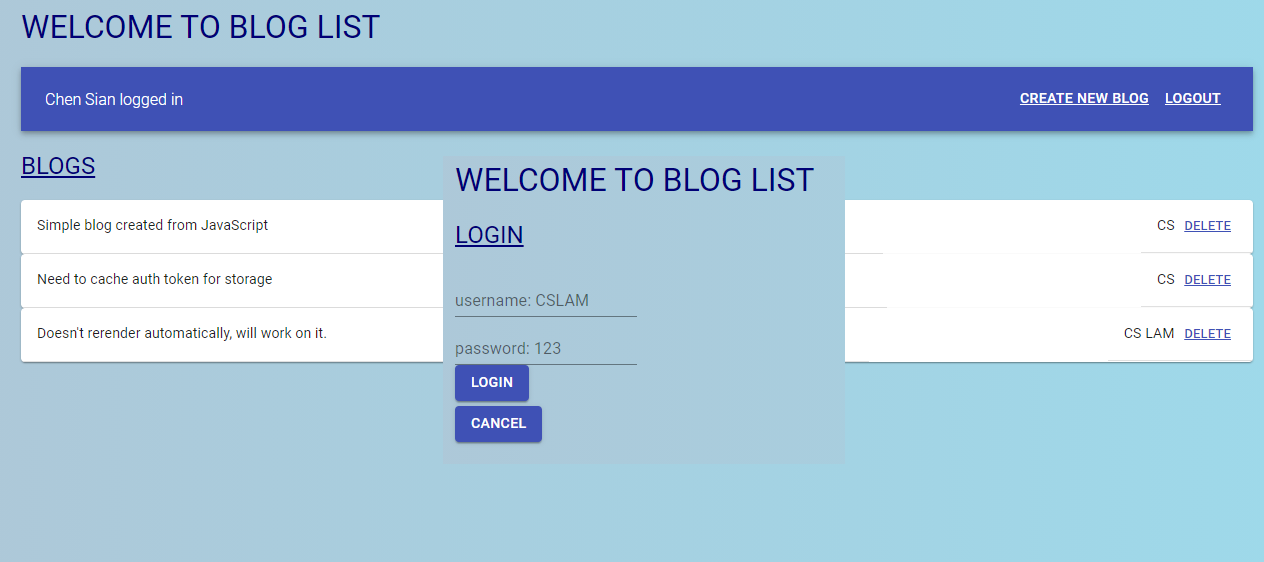 WELCOME TO BLOG LIST
Chen Sian logged in CREATE NEW BLOG LOGOUT
BLOGS
Simple blog created from JavaScript CS DELETE
Need to cache auth token for storage CS DELETE
Doesn't rerender automatically, will work on it. CS LAM DELETE
WELCOME TO BLOG LIST
LOGIN
username: CSLAM
password: 123
LOGIN
CANCEL